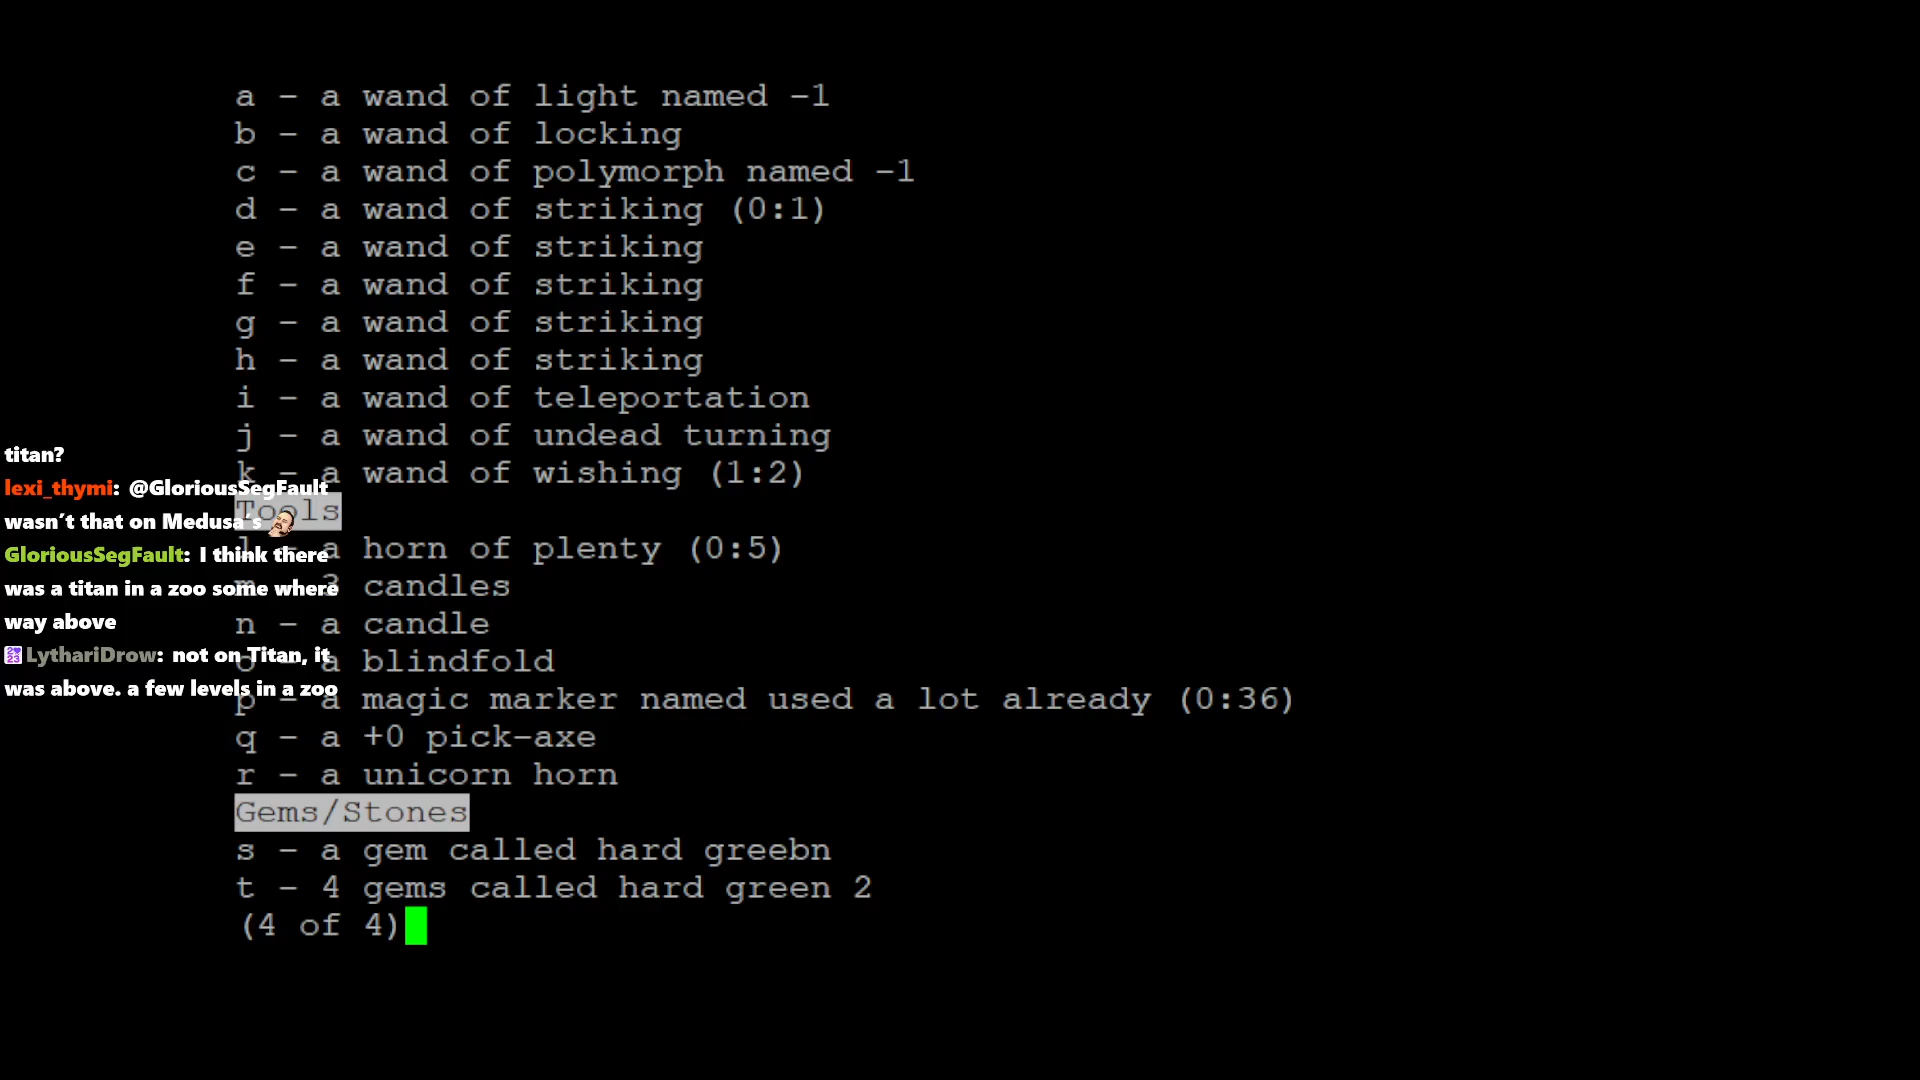 a - a wand of light named -1
b - a wand of locking
c - a wand of polymorph named -1
d - a wand of striking (0:1)
e - a wand of striking
f - a wand of striking
g - a wand of striking
h - a wand of striking
i - a wand of teleportation
j - a wand of undead turning
k - a wand of wishing (1:2)
Tools
l - a horn of plenty (0:5)
m - 3 candles
n - a candle
o - a blindfold
p - a magic marker named used a lot already (0:36)
q - a +0 pick-axe
r - a unicorn horn
Gems/Stones
s - a gem called hard greebn
t - 4 gems called hard green 2
(4 of 4)
titan?
lexi_thymi: @GloriousSegFault
wasn't that on Medusa's
GloriousSegFault: I think there
was a titan in a zoo some where
way above
LythariDrow: not on Titan, it
was above. a few levels in a zoo